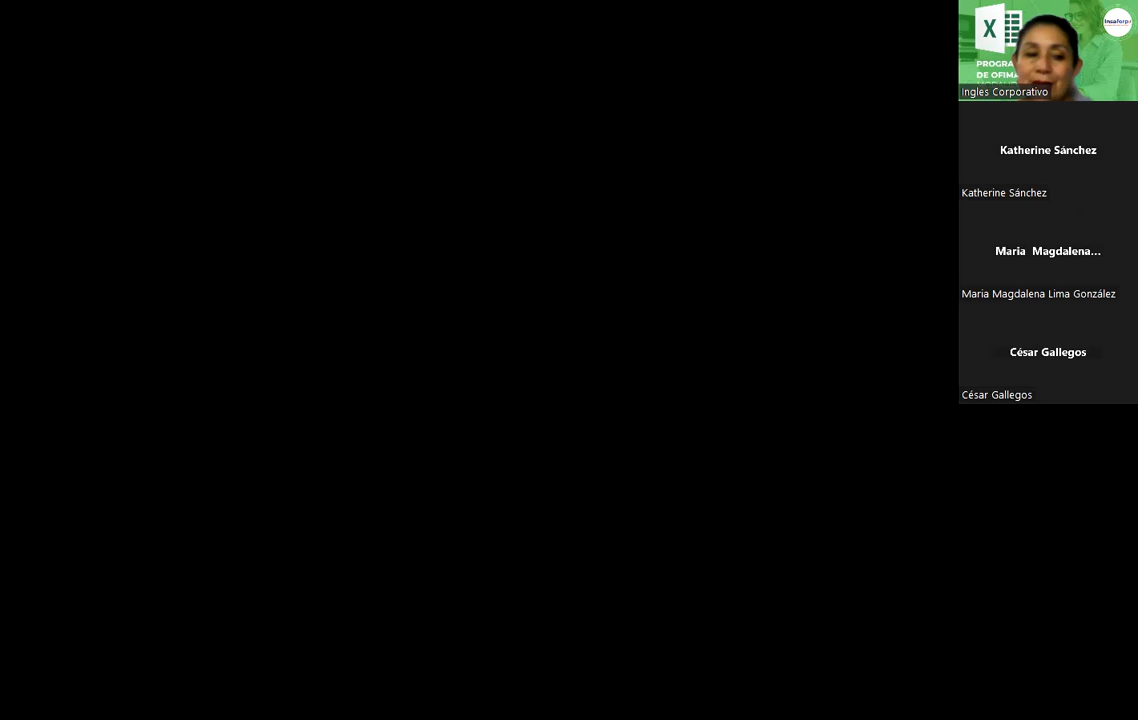 Insaforp
PROGRA
DE OFIMA
Ingles Corporativo
Katherine Sánchez
Katherine Sánchez
Maria Magdalena...
Maria Magdalena Lima González
César Gallegos
César Gallegos